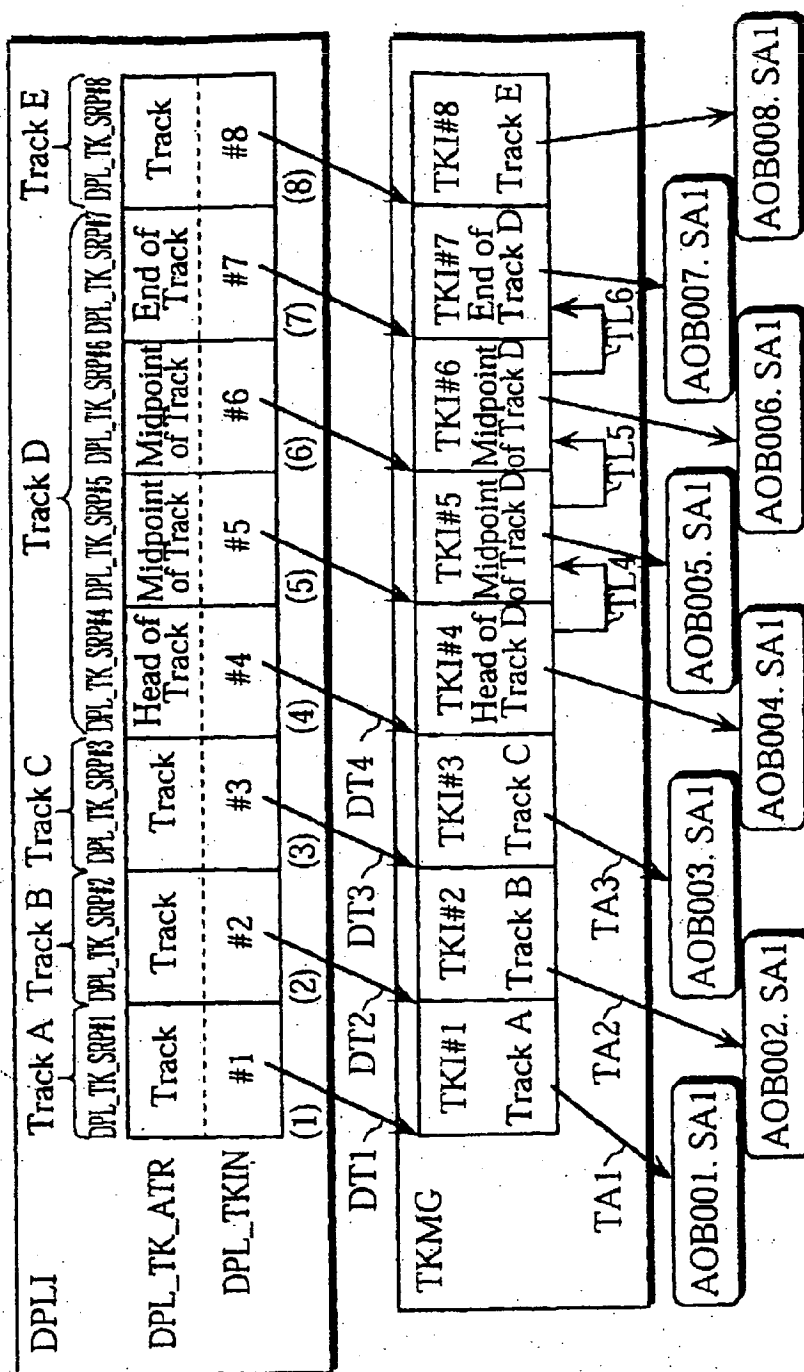 DPLI
Track A
Track B
Track C
Track D
Track E
DPL_TK_SRP#1
DPL_TK_SRP#2
DPL_TK_SRP#3
DPL_TK_SRP#4
DPL_TK_SRP#5
DPL_TK_SRP#6
DPL_TK_SRP#7
DPL_TK_SRP#8
DPL_TK_ATR
Track
Track
Track
Head of
Track
Midpoint
of Track
Midpoint
of Track
End of
Track
Track
DPL_TKIN
#1
#2
#3
#4
#5
#6
#7
#8
(1)
(2)
(3)
(4)
(5)
(6)
(7)
(8)
DT1
DT2
DT3
DT4
TKMG
TKI#1
Track A
TKI#2
Track B
TKI#3
Track C
TKI#4
Head of
Track D
TKI#5
Midpoint
of Track D
TKI#6
Midpoint
of Track D
TKI#7
End of
Track D
TKI#8
Track E
TL4
TL5
TL6
TA1
TA2
TA3
AOB001. SA1
AOB002. SA1
AOB003. SA1
AOB004. SA1
AOB005. SA1
AOB006. SA1
AOB007. SA1
AOB008. SA1